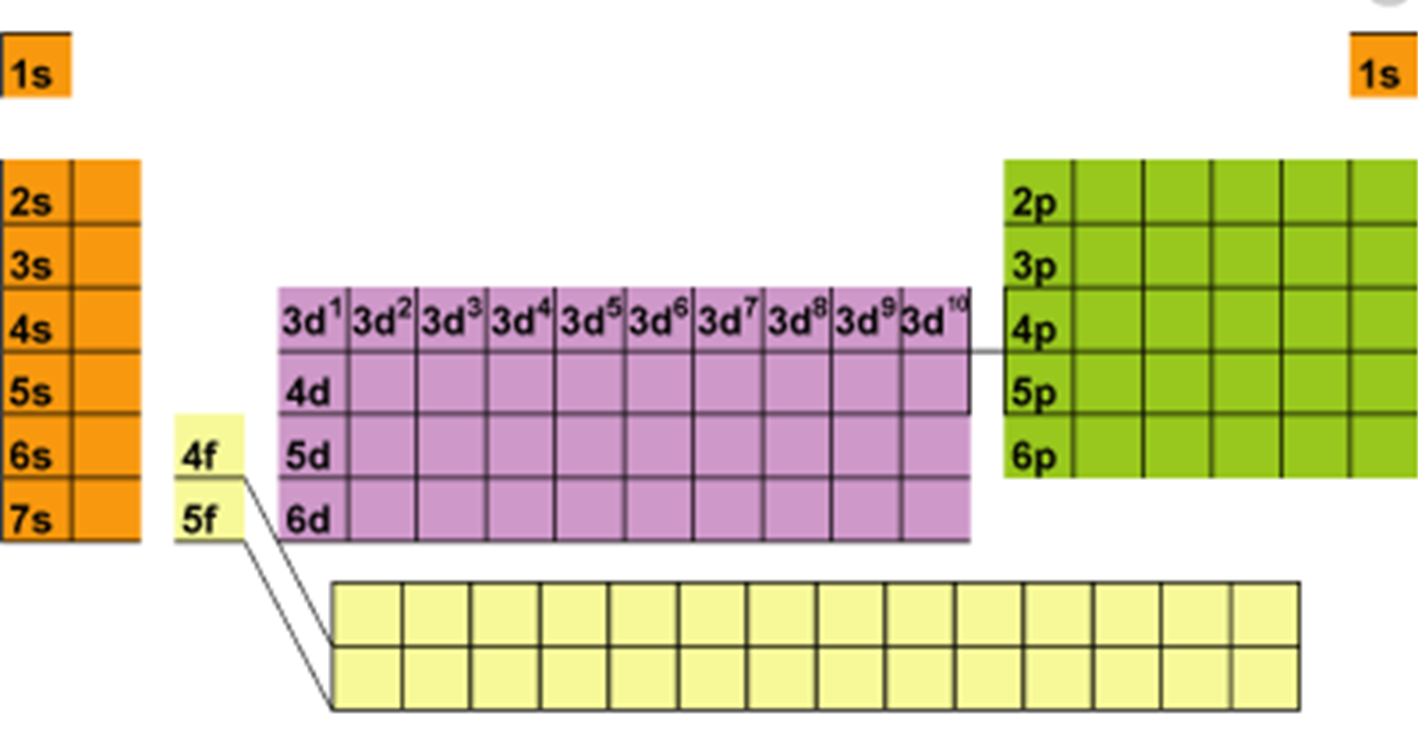 1s 1s
2s 2p
3s 3p
4s 3d¹ 3d² 3d³ 3d⁴ 3d⁵ 3d⁶ 3d⁷ 3d⁸ 3d⁹ 3d¹⁰ 4p
5s 4d 5p
6s 4f 5d 6p
7s 5f 6d